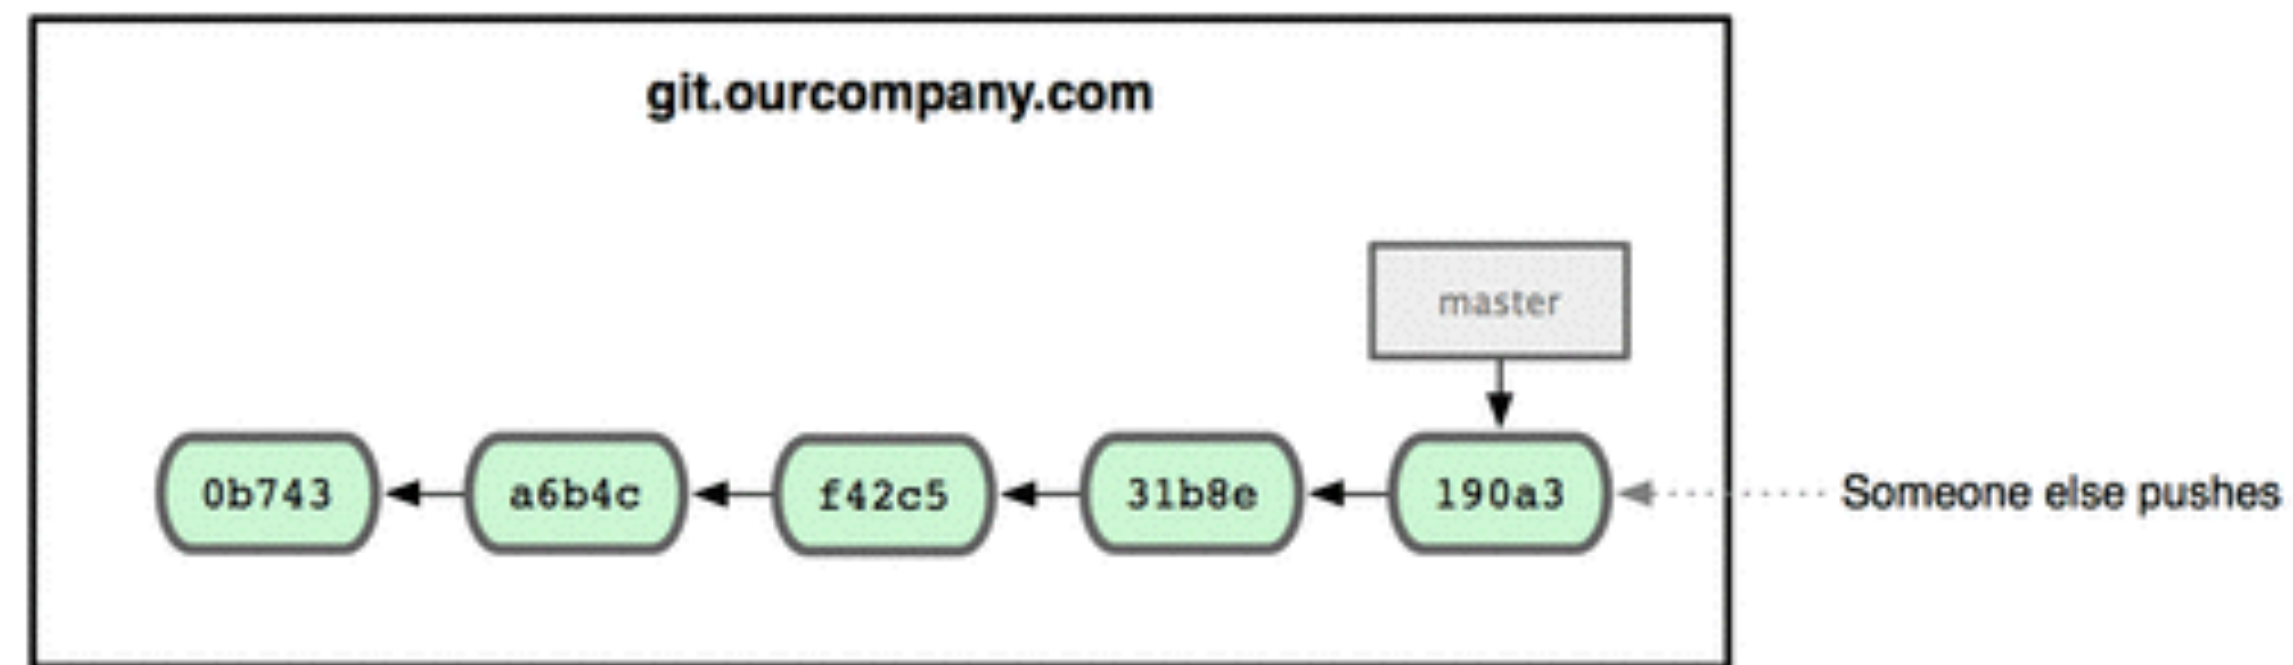 git.ourcompany.com
master
0b743
a6b4c
f42c5
31b8e
190a3
Someone else pushes